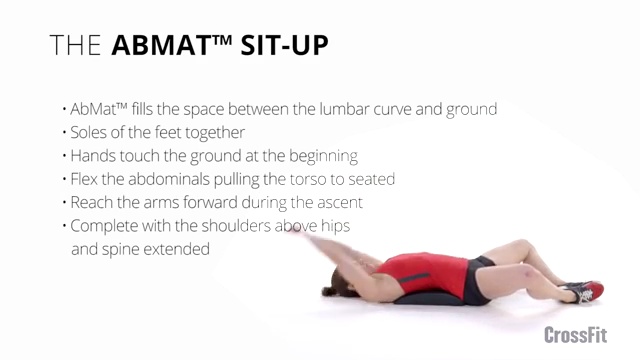 THE ABMAT™ SIT-UP
• AbMat™ fills the space between the lumbar curve and ground
• Soles of the feet together
• Hands touch the ground at the beginning
• Flex the abdominals pulling the torso to seated
• Reach the arms forward during the ascent
• Complete with the shoulders above hips
and spine extended
CrossFit